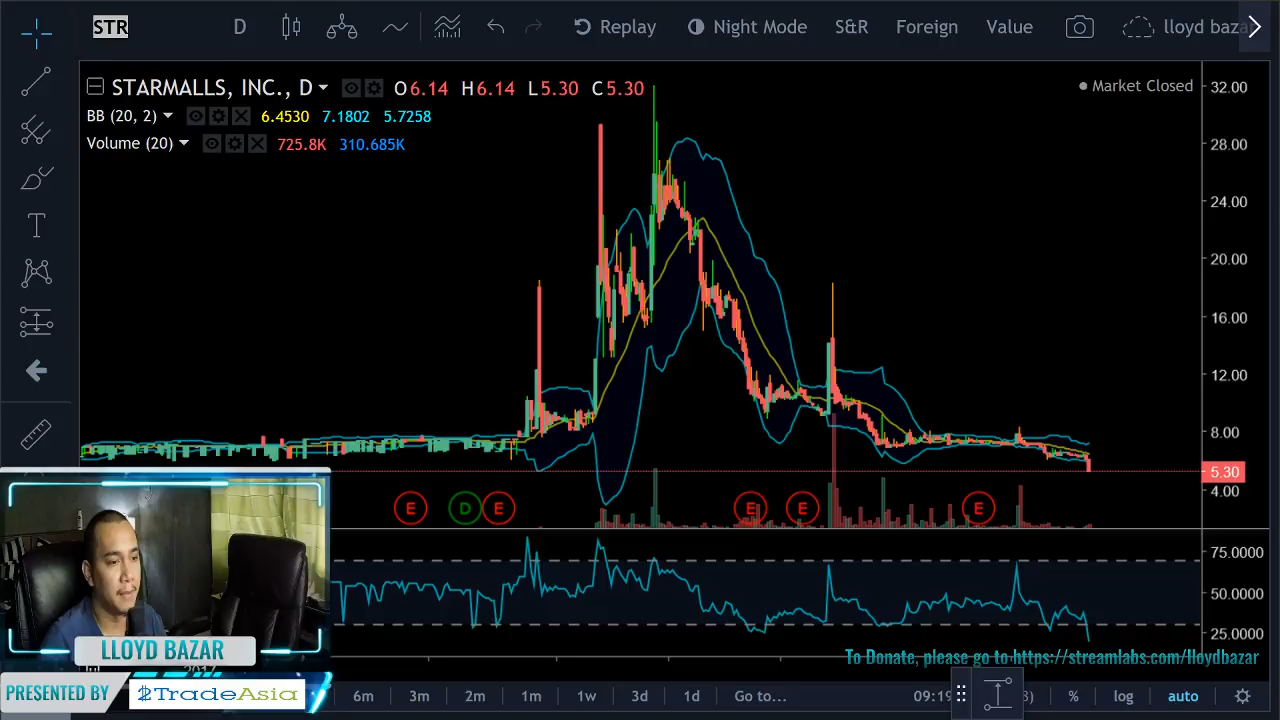 STR
D
Replay
Night Mode
S&R
Foreign
Value
lloyd baza
STARMALLS, INC., D O6.14 H6.14 L5.30 C5.30
Market Closed
BB (20, 2) 6.4530 7.1802 5.7258
Volume (20) 725.8K 310.685K
32.00
28.00
24.00
20.00
16.00
12.00
8.00
5.30
4.00
E D E E E E
75.0000
50.0000
25.0000
LLOYD BAZAR
To Donate, please go to https://streamlabs.com/lloydbazar
PRESENTED BY
$TradeAsia
6m 3m 2m 1m 1w 3d 1d Go to...
09:19
%
log
auto